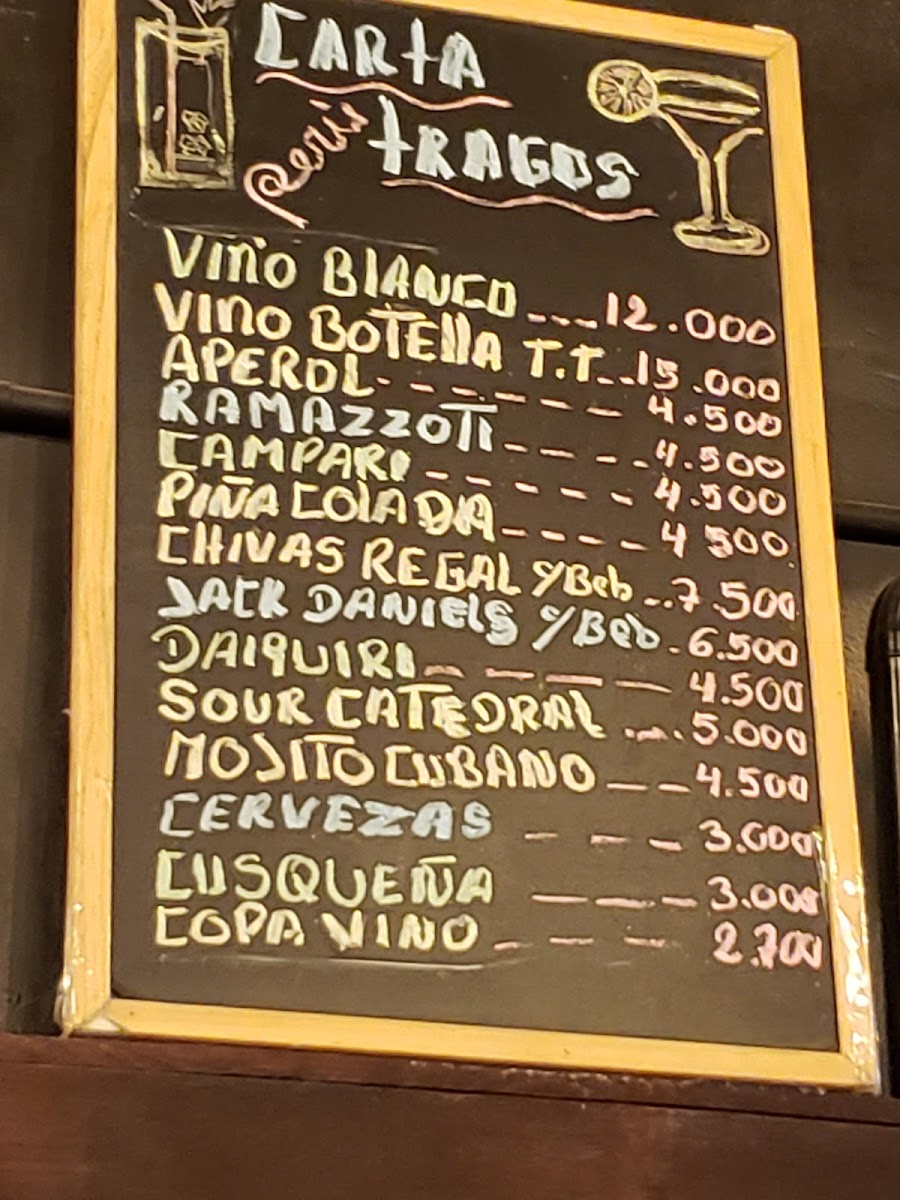 CARTA
TRAGOS
VINO BIANCO ---- 12.000
VINO BOTELLA T.T -- 15.000
APEROL - - - - - - 4.500
RAMAZZOTTI - - - - 4.500
CAMPARI - - - - - 4.500
PIÑA COLADA - - - - 4 500
CHIVAS REGAL c/Beb -- 7.500
JACK DANIELS c/Beb - 6.500
DAIQUIRI - - - - 4.500
SOUR CATEDRAL --- 5.000
MOJITO CUBANO - - 4.500
CERVEZAS - - - 3.000
CUSQUEÑA - - - 3.000
COPA VINO - - - 2.700